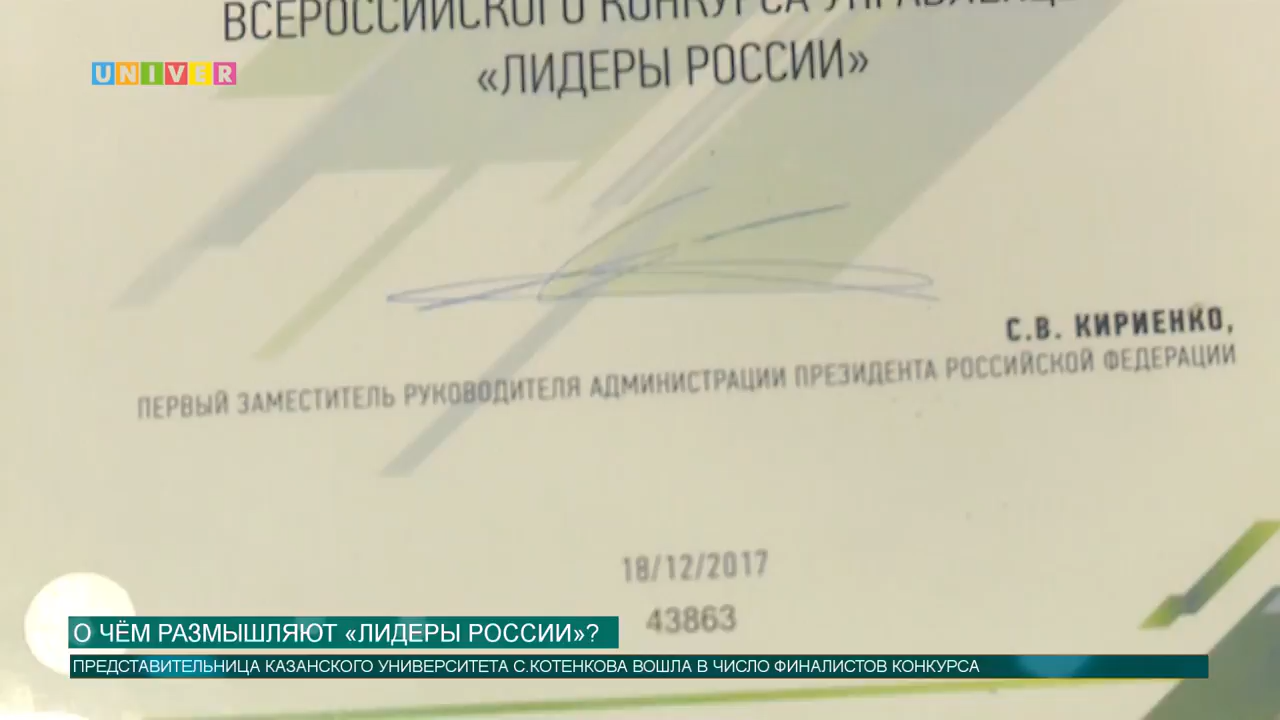 ВСЕРОССИЙСКОГО КОНКУРСА
«ЛИДЕРЫ РОССИИ»
UNIVER
С.В. КИРИЕНКО,
ПЕРВЫЙ ЗАМЕСТИТЕЛЬ РУКОВОДИТЕЛЯ АДМИНИСТРАЦИИ ПРЕЗИДЕНТА РОССИЙСКОЙ ФЕДЕРАЦИИ
18/12/2017
43863
О ЧЁМ РАЗМЫШЛЯЮТ «ЛИДЕРЫ РОССИИ»?
ПРЕДСТАВИТЕЛЬНИЦА КАЗАНСКОГО УНИВЕРСИТЕТА С.КОТЕНКОВА ВОШЛА В ЧИСЛО ФИНАЛИСТОВ КОНКУРСА